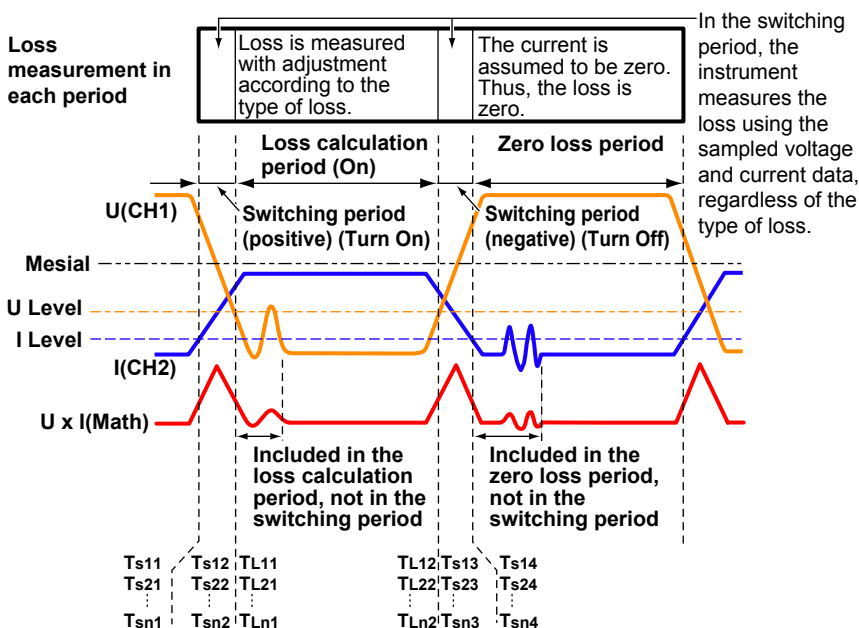 Loss
measurement in
each period
Loss is measured
with adjustment
according to the
type of loss.
The current is
assumed to be zero.
Thus, the loss is
zero.
In the switching
period, the
instrument
measures the
loss using the
sampled voltage
and current data,
regardless of the
type of loss.
Loss calculation
period (On)
Zero loss period
U(CH1)
Switching period
(positive) (Turn On)
Switching period
(negative) (Turn Off)
Mesial
U Level
I Level
I(CH2)
U x I(Math)
Included in the
loss calculation
period, not in the
switching period
Included in the
zero loss period,
not in the
switching period
Ts11 Ts12 TL11 TL12 Ts13 Ts14
Ts21 Ts22 TL21 TL22 Ts23 Ts24
Tsn1 Tsn2 TLn1 TLn2 Tsn3 Tsn4